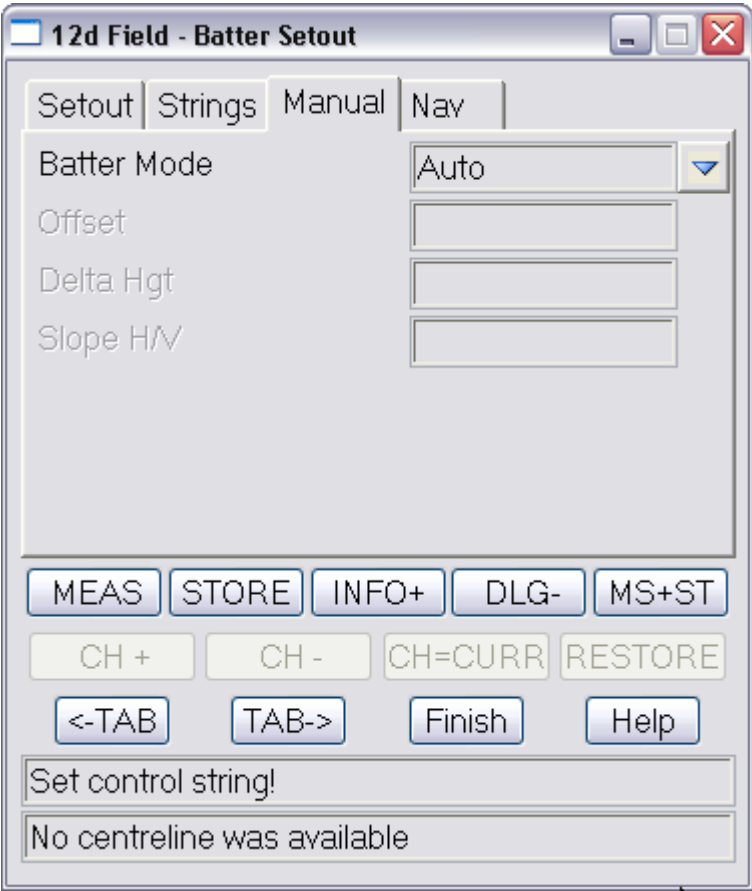 12d Field - Batter Setout
Setout Strings Manual Nav
Batter Mode Auto
Offset
Delta Hgt
Slope H/V
MEAS STORE INFO+ DLG- MS+ST
CH + CH - CH=CURR RESTORE
<-TAB TAB-> Finish Help
Set control string!
No centreline was available